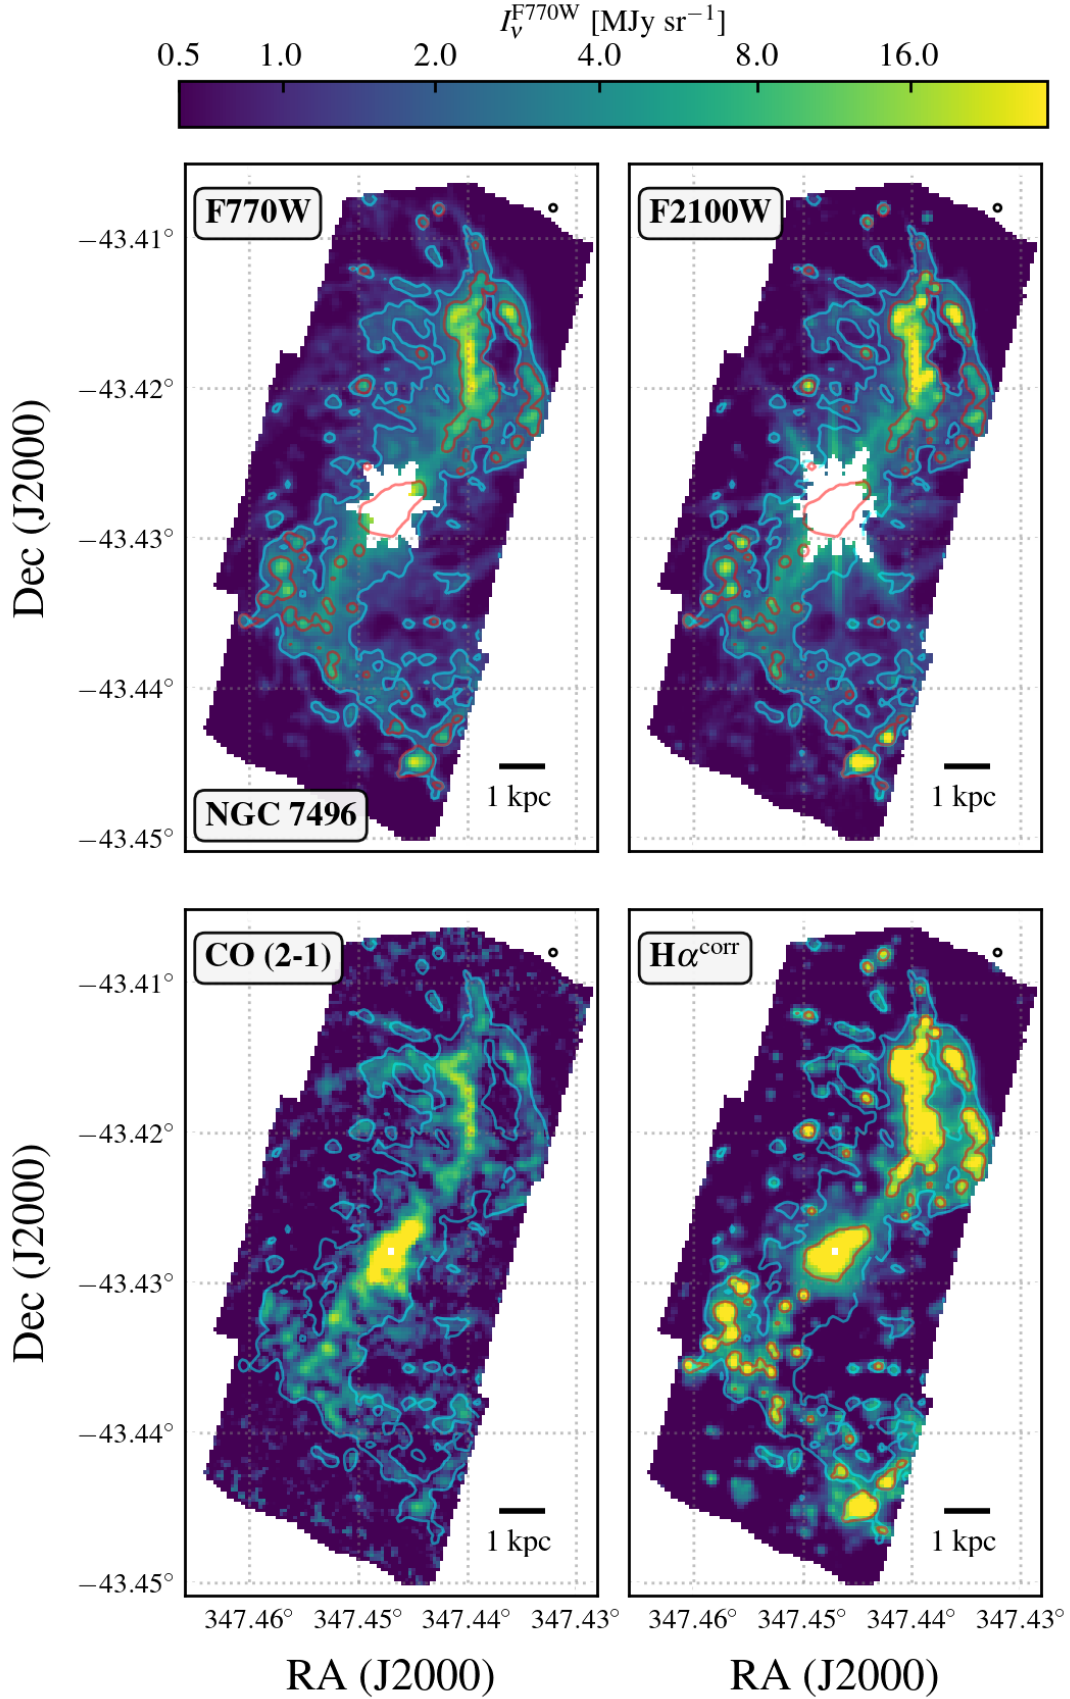 I_ν^F770W [MJy sr⁻¹]
0.5 1.0 2.0 4.0 8.0 16.0
F770W F2100W
−43.41°
−43.42°
−43.43°
−43.44°
−43.45°
Dec (J2000)
1 kpc 1 kpc
NGC 7496
CO (2-1) Hα^corr
−43.41°
−43.42°
−43.43°
−43.44°
−43.45°
Dec (J2000)
1 kpc 1 kpc
347.46° 347.45° 347.44° 347.43° 347.46° 347.45° 347.44° 347.43°
RA (J2000) RA (J2000)